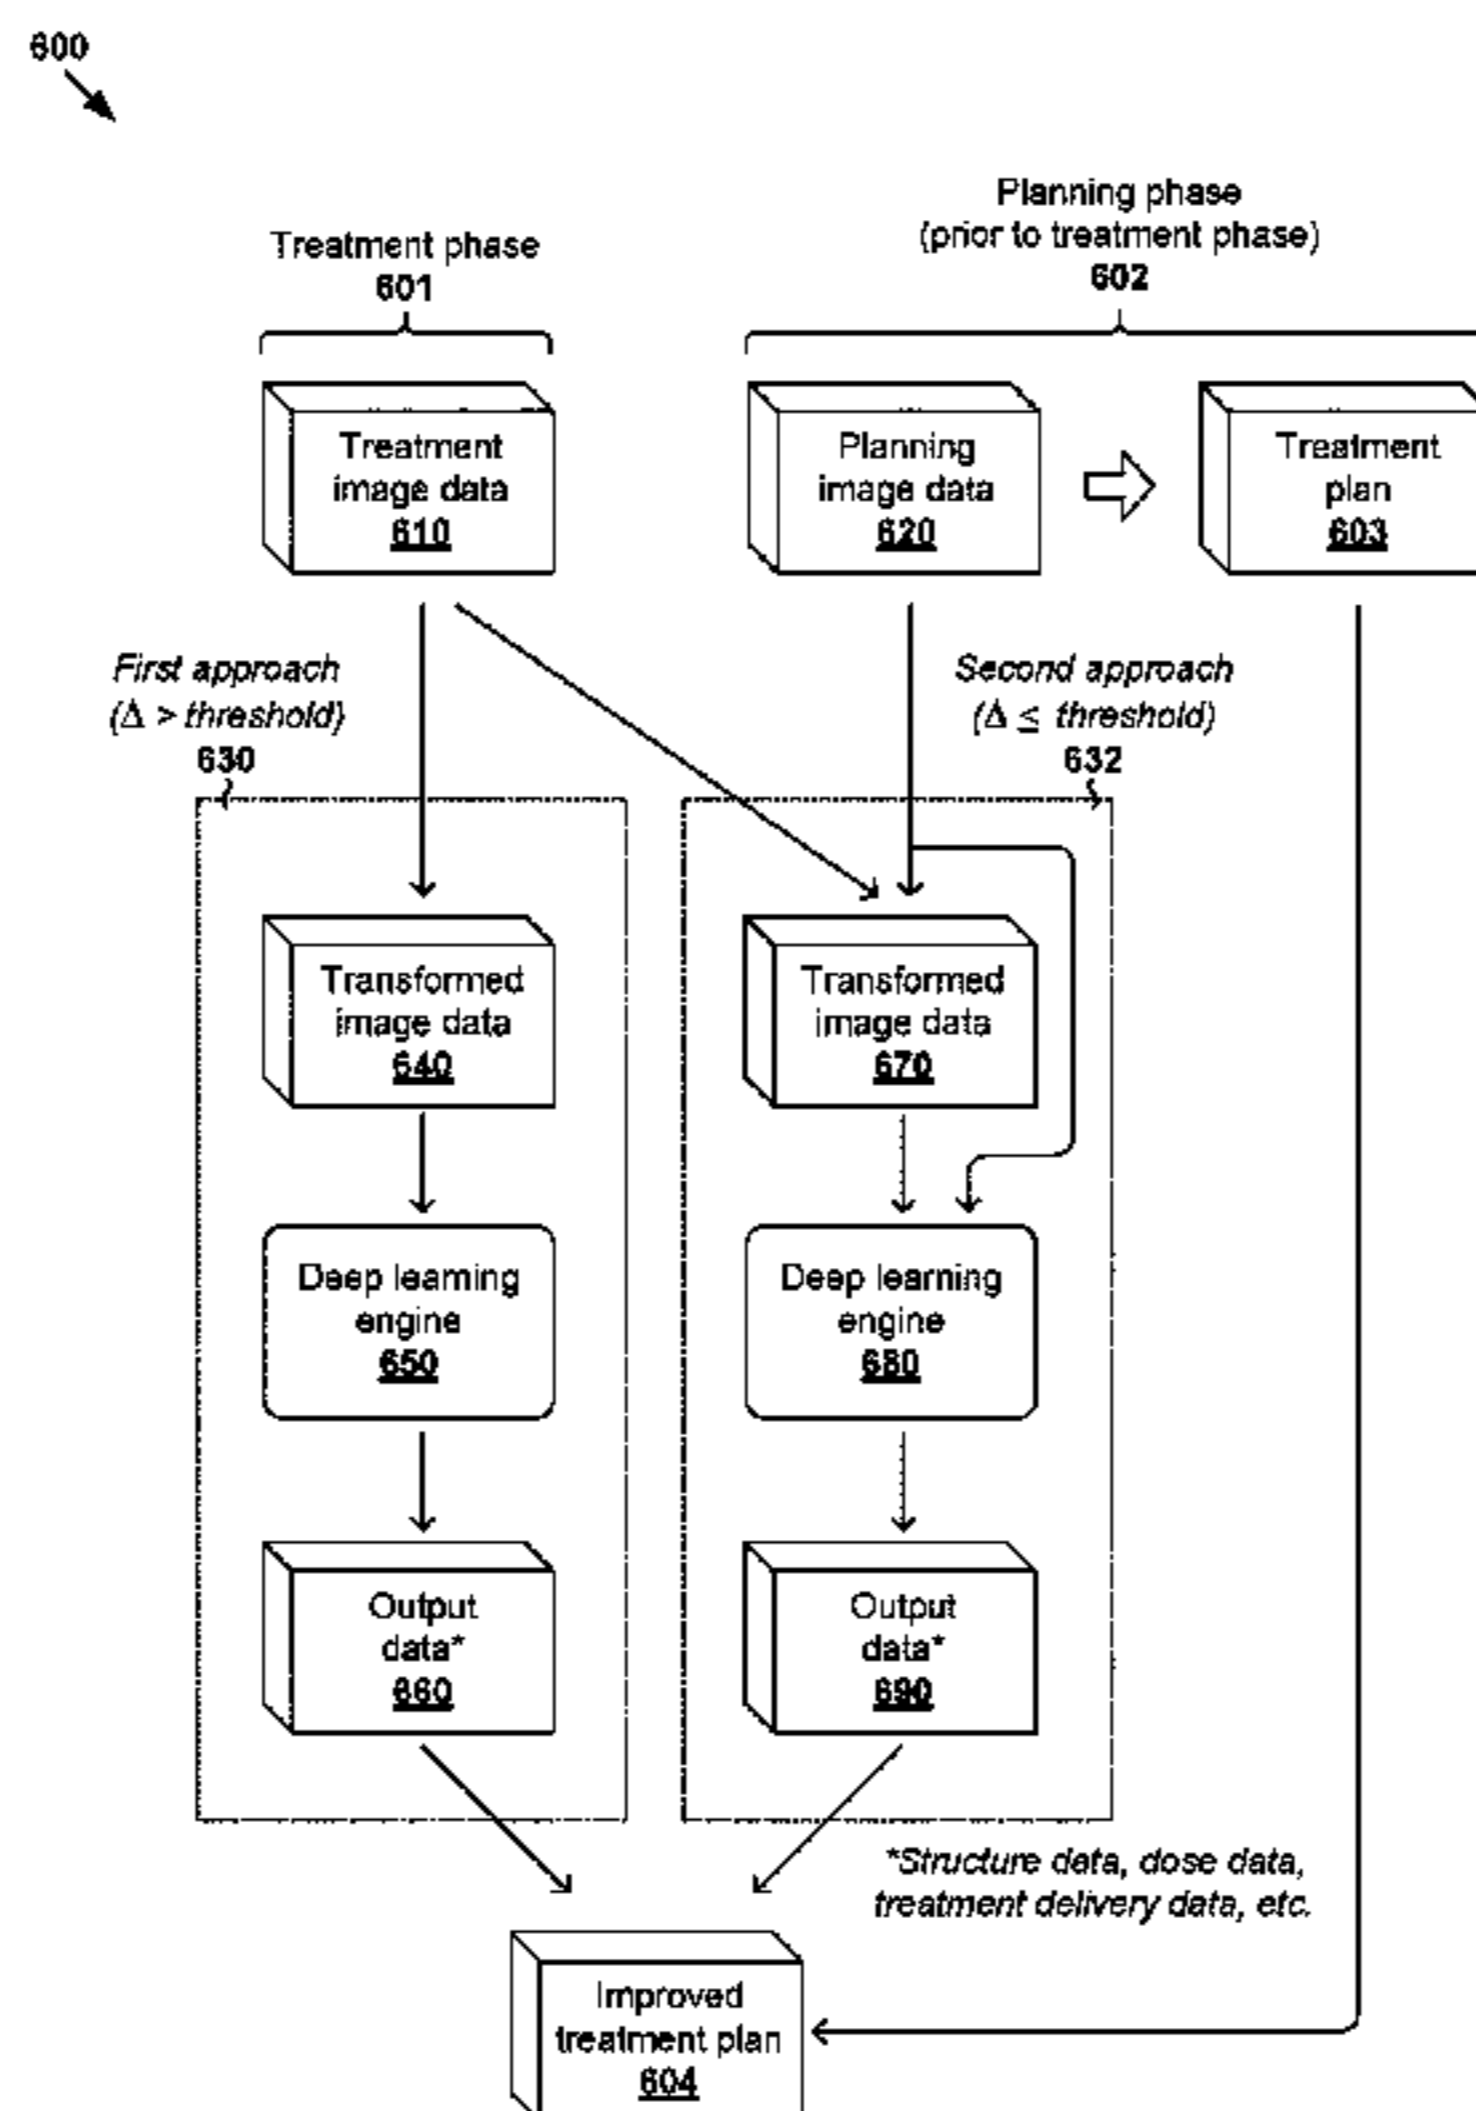 600
Planning phase
(prior to treatment phase)
602
Treatment phase
601
Treatment
image data
610
Planning
image data
620
Treatment
plan
603
First approach
(Δ > threshold)
630
Second approach
(Δ ≤ threshold)
632
Transformed
image data
640
Transformed
image data
670
Deep learning
engine
650
Deep learning
engine
680
Output
data*
660
Output
data*
690
*Structure data, dose data,
treatment delivery data, etc.
Improved
treatment plan
604